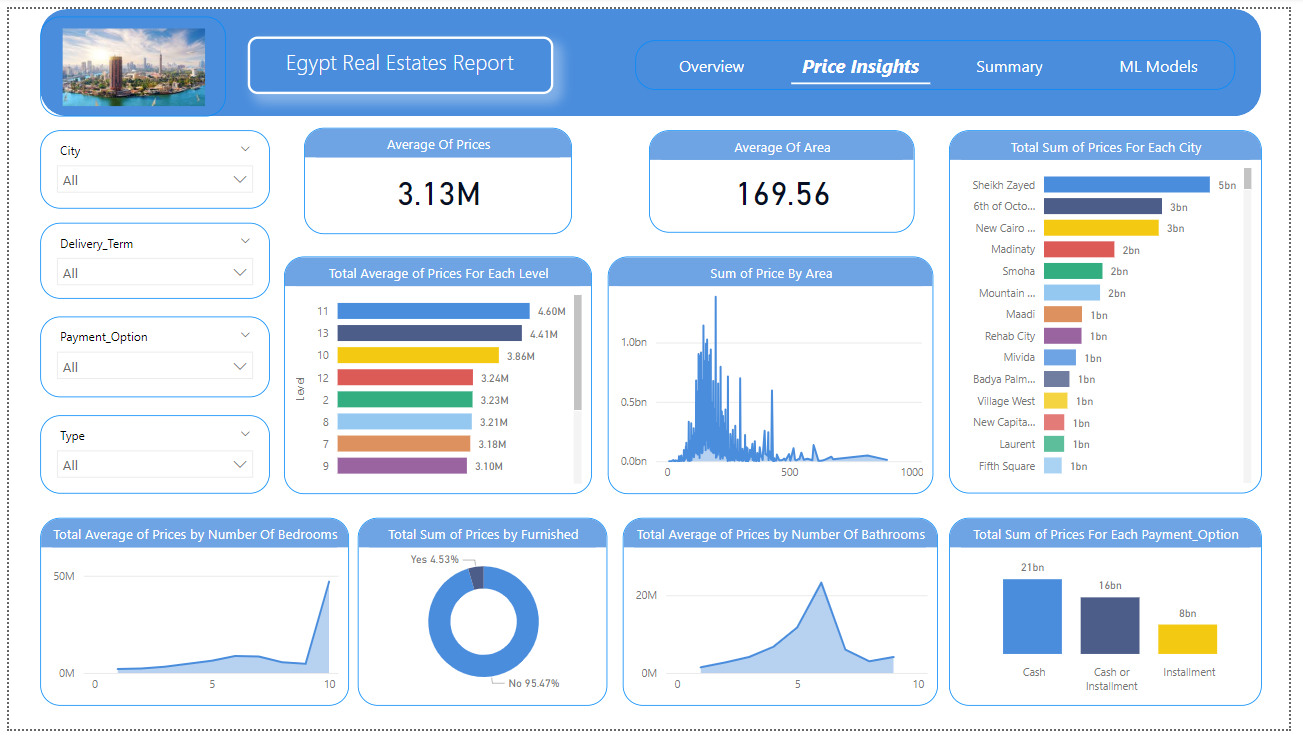 Egypt Real Estates Report
Overview
Price Insights
Summary
ML Models
City
All
Delivery_Term
All
Payment_Option
All
Type
All
Average Of Prices
3.13M
Average Of Area
169.56
Total Sum of Prices For Each City
Sheikh Zayed 5bn
6th of Octo... 3bn
New Cairo ... 3bn
Madinaty 2bn
Smoha 2bn
Mountain ... 2bn
Maadi 1bn
Rehab City 1bn
Mivida 1bn
Badya Palm... 1bn
Village West 1bn
New Capita... 1bn
Laurent 1bn
Fifth Square 1bn
Total Average of Prices For Each Level
Level
11 4.60M
13 4.41M
10 3.86M
12 3.24M
2 3.23M
8 3.21M
7 3.18M
9 3.10M
Sum of Price By Area
1.0bn
0.5bn
0.0bn
0 500 1000
Total Average of Prices by Number Of Bedrooms
50M
0M
0 5 10
Total Sum of Prices by Furnished
Yes 4.53%
No 95.47%
Total Average of Prices by Number Of Bathrooms
20M
0M
0 5 10
Total Sum of Prices For Each Payment_Option
21bn
16bn
8bn
Cash
Cash or
Installment
Installment